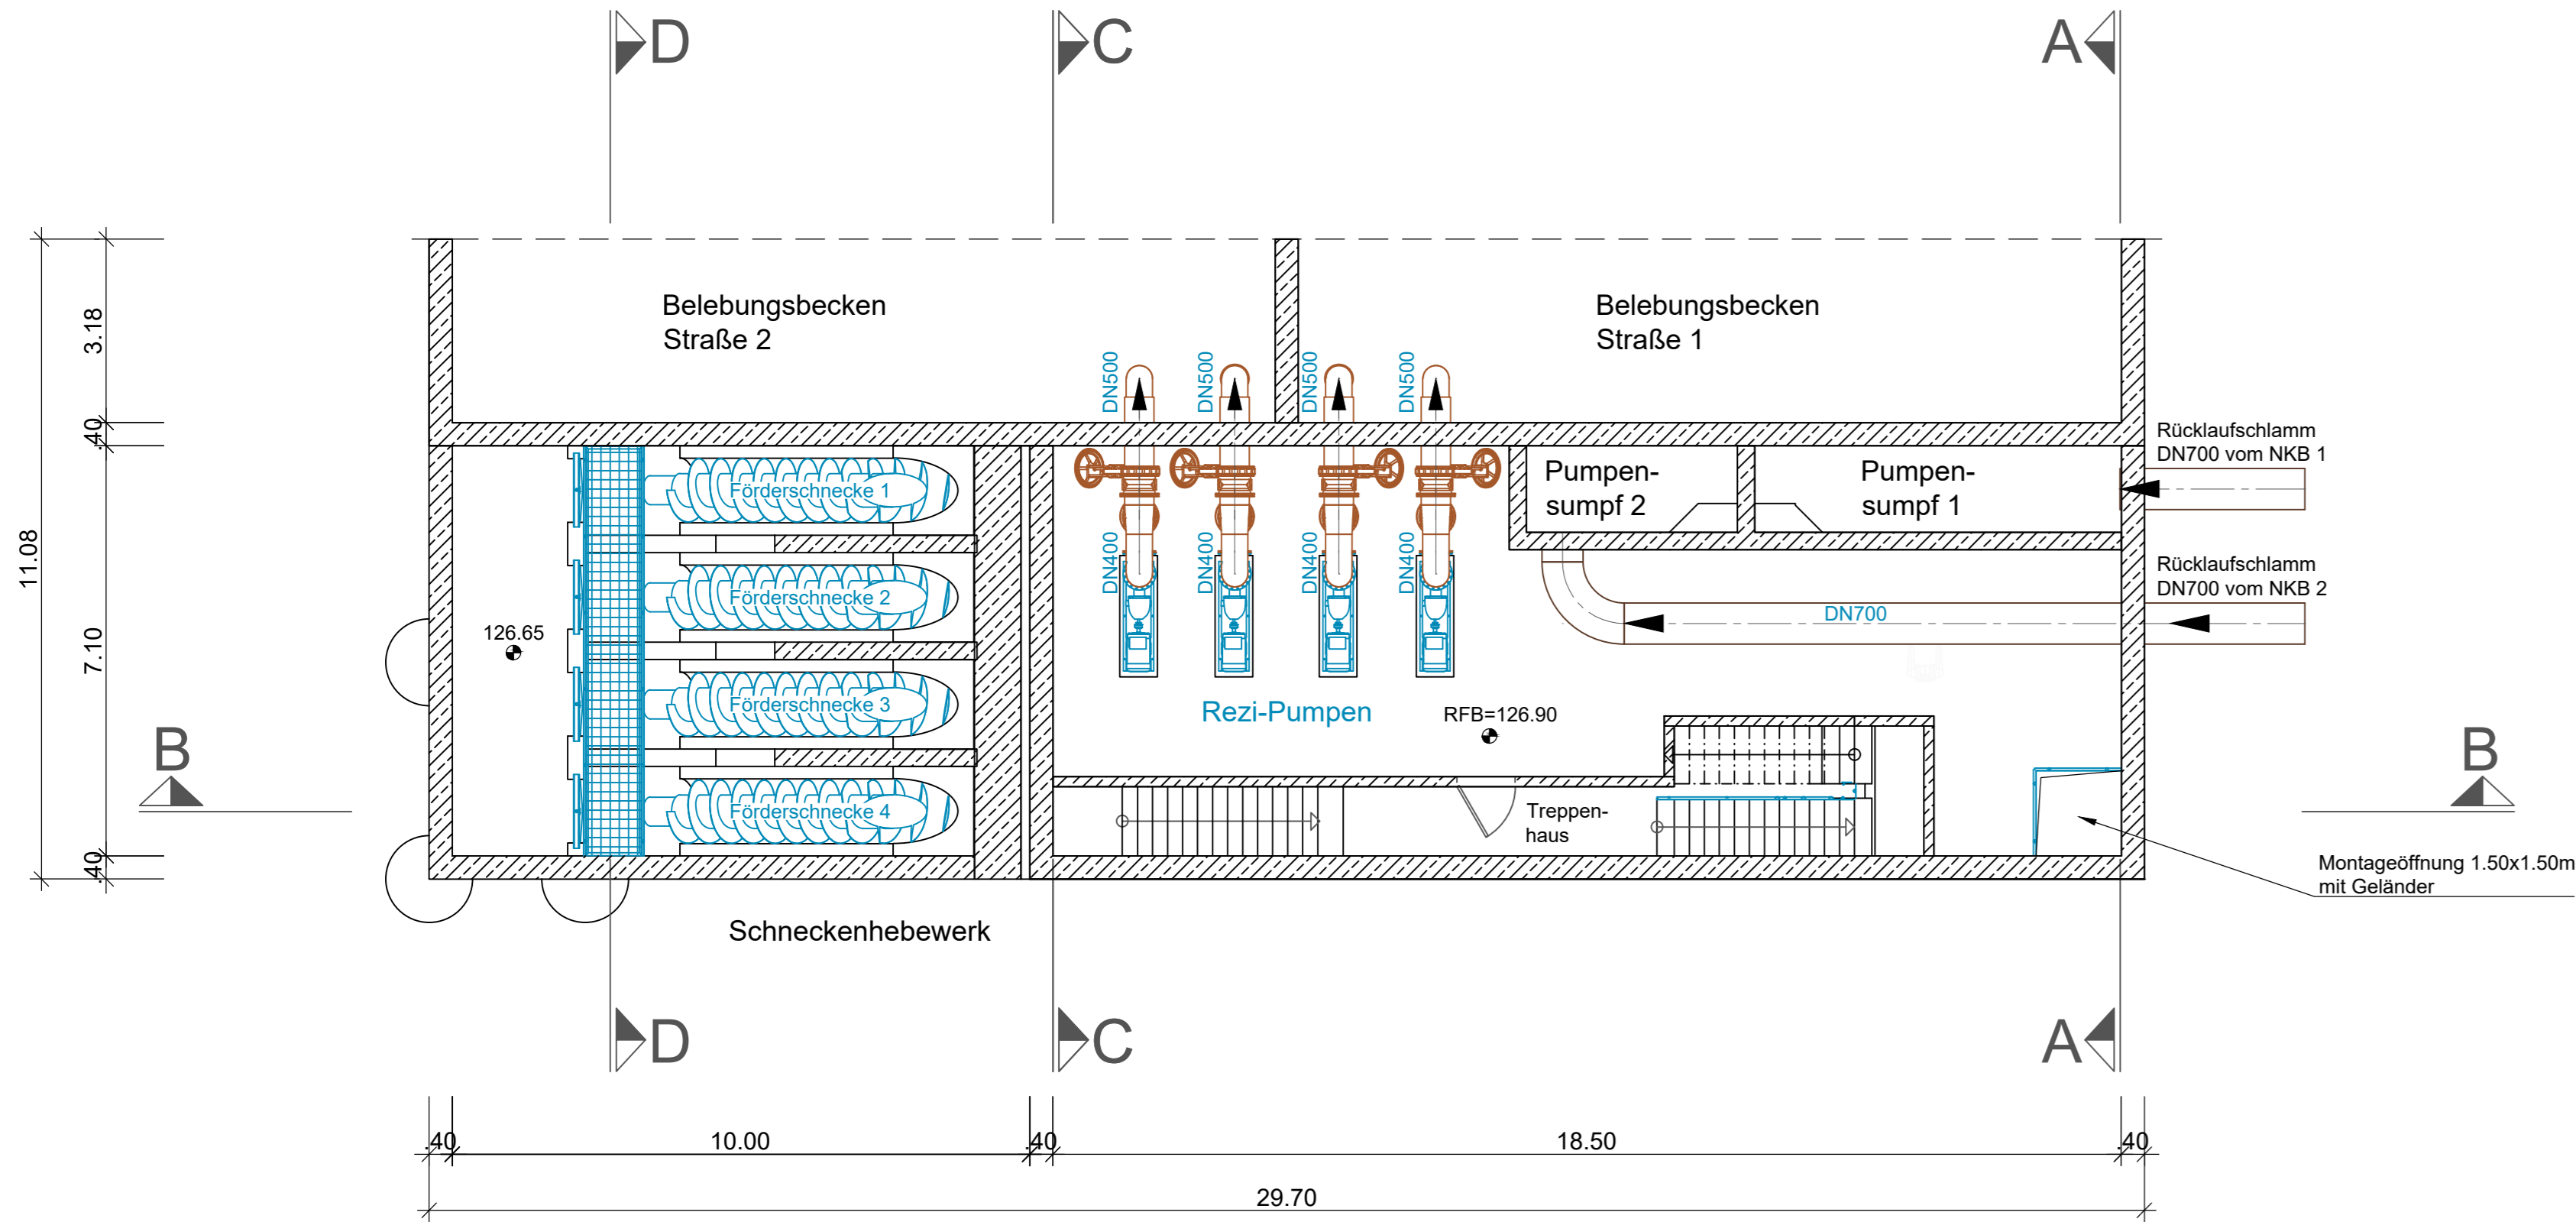 D
C
A
Belebungsbecken
Straße 2
Belebungsbecken
Straße 1
3.18
.40
11.08
7.10
.40
DN500
DN500
DN500
DN500
Rücklaufschlamm
DN700 vom NKB 1
Pumpen-
sumpf 2
Pumpen-
sumpf 1
Förderschnecke 1
DN400
DN400
DN400
DN400
Rücklaufschlamm
DN700 vom NKB 2
Förderschnecke 2
DN700
126.65
Förderschnecke 3
Rezi-Pumpen
RFB=126.90
B
B
Förderschnecke 4
Treppen-
haus
Montageöffnung 1.50x1.50m
mit Geländer
Schneckenhebewerk
D
C
A
.40
10.00
.40
18.50
.40
29.70